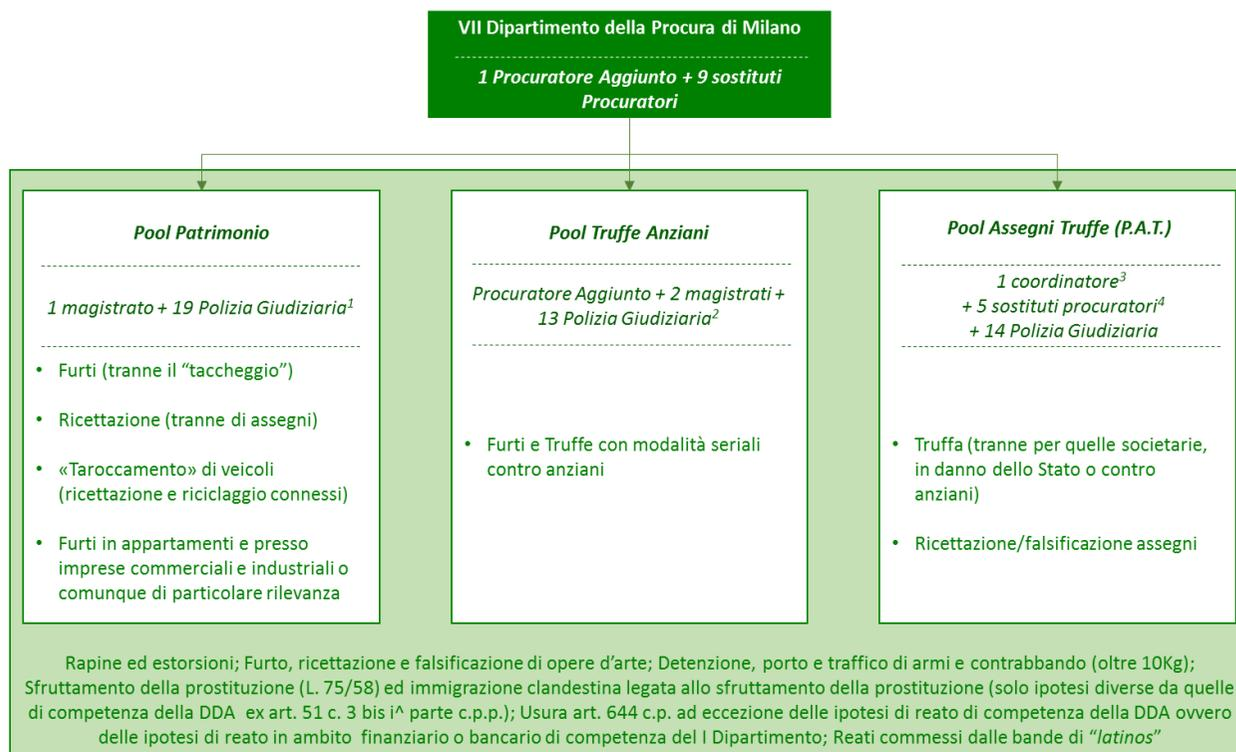 VII Dipartimento della Procura di Milano
1 Procuratore Aggiunto + 9 sostituti
Procuratori
Pool Patrimonio
1 magistrato + 19 Polizia Giudiziaria1
• Furti (tranne il “taccheggio”)
• Ricettazione (tranne di assegni)
• «Taroccamento» di veicoli
(ricettazione e riciclaggio connessi)
• Furti in appartamenti e presso
imprese commerciali e industriali o
comunque di particolare rilevanza
Pool Truffe Anziani
Procuratore Aggiunto + 2 magistrati +
13 Polizia Giudiziaria2
• Furti e Truffe con modalità seriali
contro anziani
Pool Assegni Truffe (P.A.T.)
1 coordinatore3
+ 5 sostituti procuratori4
+ 14 Polizia Giudiziaria
• Truffa (tranne per quelle societarie,
in danno dello Stato o contro
anziani)
• Ricettazione/falsificazione assegni
Rapine ed estorsioni; Furto, ricettazione e falsificazione di opere d’arte; Detenzione, porto e traffico di armi e contrabbando (oltre 10Kg);
Sfruttamento della prostituzione (L. 75/58) ed immigrazione clandestina legata allo sfruttamento della prostituzione (solo ipotesi diverse da quelle
di competenza della DDA ex art. 51 c. 3 bis i^ parte c.p.p.); Usura art. 644 c.p. ad eccezione delle ipotesi di reato di competenza della DDA ovvero
delle ipotesi di reato in ambito finanziario o bancario di competenza del I Dipartimento; Reati commessi dalle bande di “latinos”